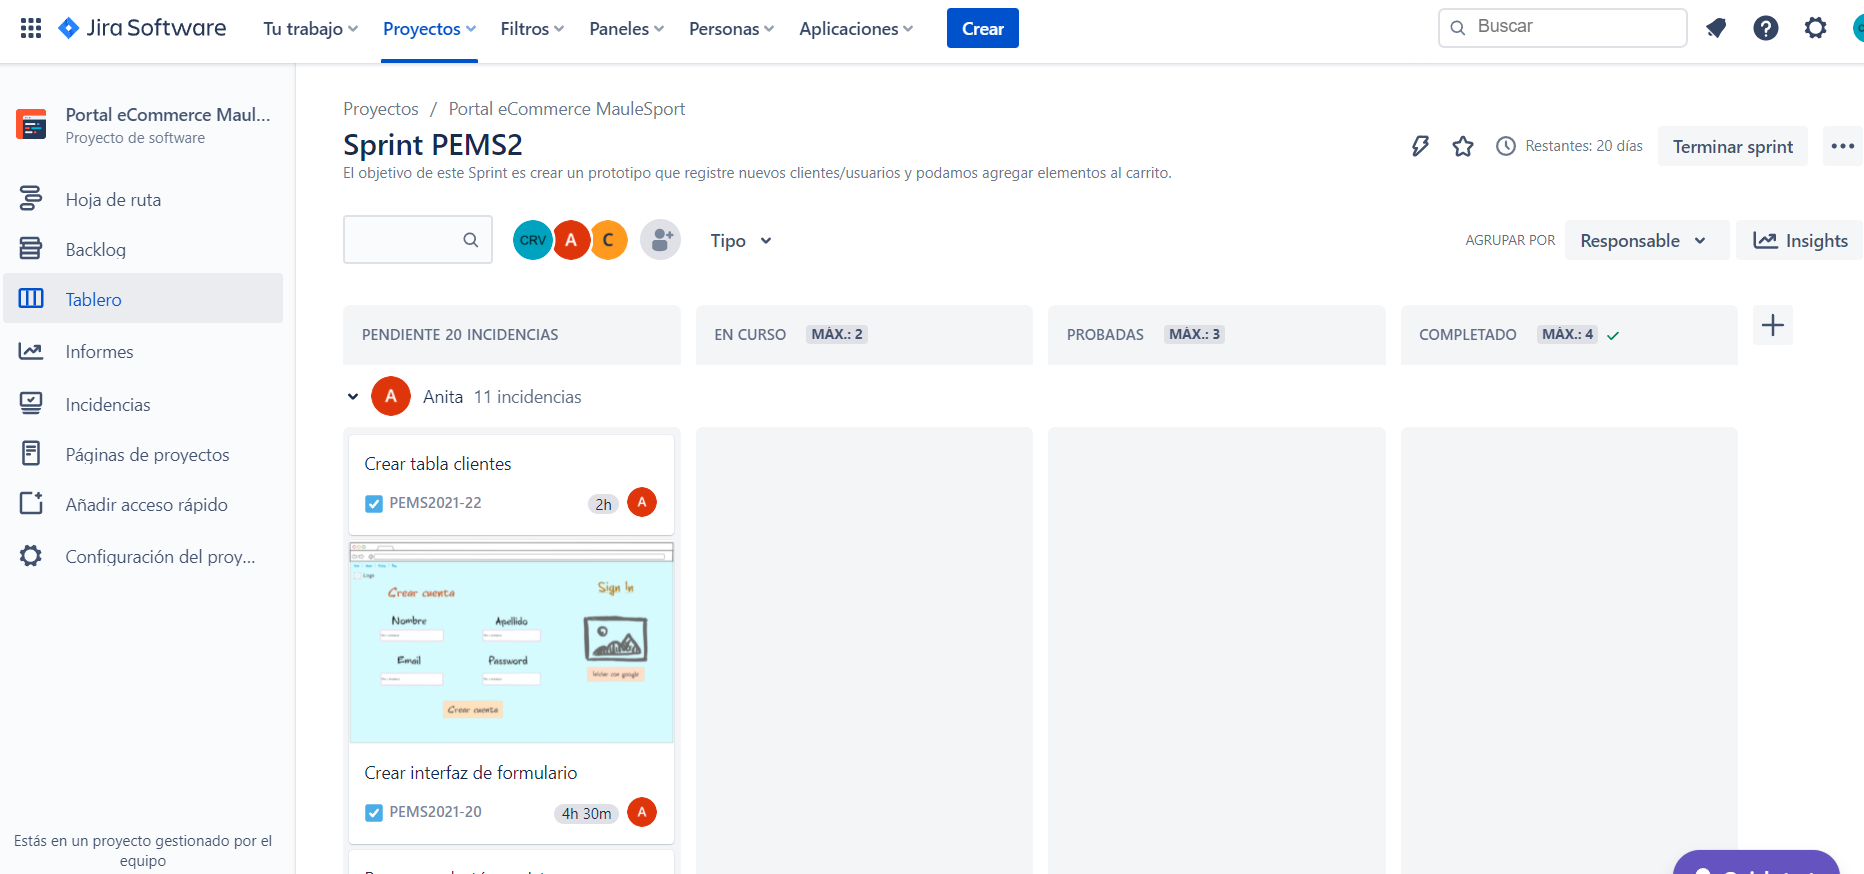 Jira Software Tu trabajo Proyectos Filtros Paneles Personas Aplicaciones Crear Buscar
Portal eCommerce Maul...
Proyecto de software
Hoja de ruta
Backlog
Tablero
Informes
Incidencias
Páginas de proyectos
Añadir acceso rápido
Configuración del proy...
Estás en un proyecto gestionado por el
equipo
Proyectos / Portal eCommerce MauleSport
Sprint PEMS2
Restantes: 20 días Terminar sprint
El objetivo de este Sprint es crear un prototipo que registre nuevos clientes/usuarios y podamos agregar elementos al carrito.
CRV A C Tipo AGRUPAR POR Responsable Insights
PENDIENTE 20 INCIDENCIAS EN CURSO MÁX.: 2 PROBADAS MÁX.: 3 COMPLETADO MÁX.: 4
A Anita 11 incidencias
Crear tabla clientes
PEMS2021-22 2h A
Logo
Crear cuenta Sign In
Nombre Apellido
Email Password
Iniciar con google
Crear cuenta
Crear interfaz de formulario
PEMS2021-20 4h 30m A